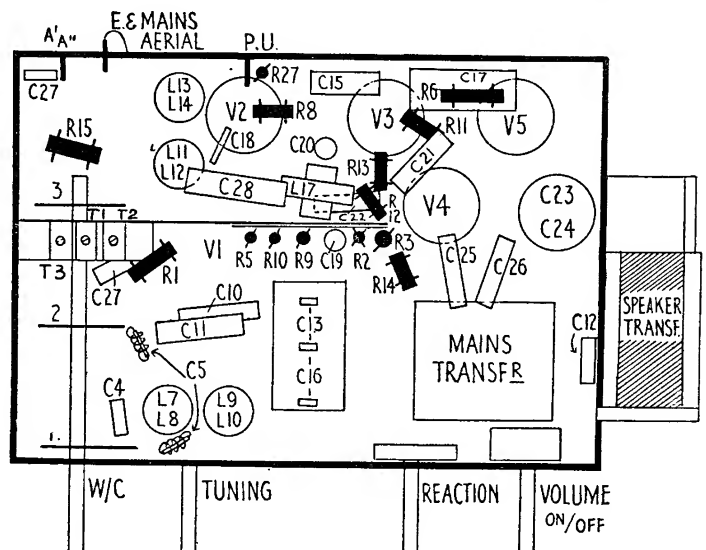 E.& MAINS
A' A" AERIAL P.U.
C27
L13
L14
V2
R27
R8
C15
V3
R6
C17
V5
R11
R15
C18
C20
L11
L12
C28
L17
R13
C21
C22
R12
V4
C23
C24
3
T1 T2
T3
C27
R1
V1
R5 R10 R9 C19 R2 R3
R14
C25
C26
SPEAKER
TRANSF.
2
C10
C11
C13
C16
MAINS
TRANSFR
C12
C5
C4
L7
L8
L9
L10
1.
W/C TUNING REACTION VOLUME
ON/OFF